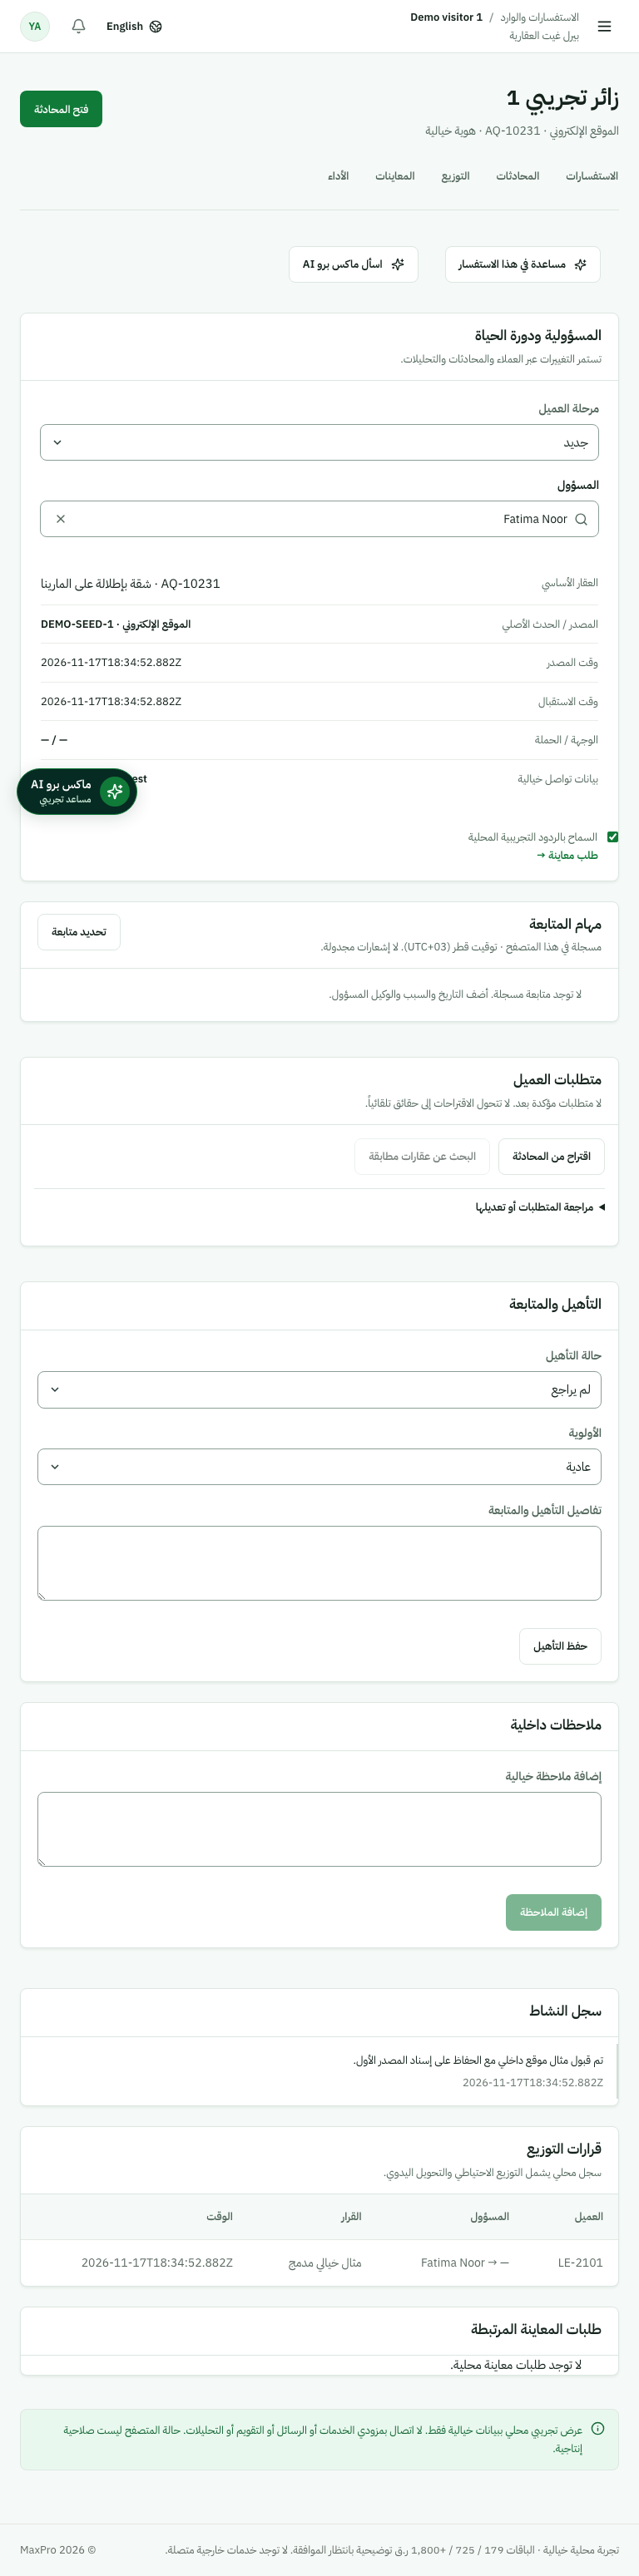 الاستفسارات والوارد / Demo visitor 1
بيرل غيت العقارية
English
YA
زائر تجريبي 1
الموقع الإلكتروني · AQ-10231 · هوية خيالية
فتح المحادثة
الاستفسارات
المحادثات
التوزيع
المعاينات
الأداء
مساعدة في هذا الاستفسار
اسأل ماكس برو AI
المسؤولية ودورة الحياة
تستمر التغييرات عبر العملاء والمحادثات والتحليلات.
مرحلة العميل
جديد
المسؤول
Fatima Noor
العقار الأساسي
AQ-10231 · شقة بإطلالة على المارينا
المصدر / الحدث الأصلي
الموقع الإلكتروني · DEMO-SEED-1
وقت المصدر
2026-11-17T18:34:52.882Z
وقت الاستقبال
2026-11-17T18:34:52.882Z
الوجهة / الحملة
— / —
بيانات تواصل خيالية
ماكس برو AI
مساعد تجريبي
السماح بالردود التجريبية المحلية
طلب معاينة →
مهام المتابعة
مسجلة في هذا المتصفح · توقيت قطر (UTC+03). لا إشعارات مجدولة.
تحديد متابعة
لا توجد متابعة مسجلة. أضف التاريخ والسبب والوكيل المسؤول.
متطلبات العميل
لا متطلبات مؤكدة بعد. لا تتحول الاقتراحات إلى حقائق تلقائياً.
اقتراح من المحادثة
البحث عن عقارات مطابقة
مراجعة المتطلبات أو تعديلها
التأهيل والمتابعة
حالة التأهيل
لم يراجع
الأولوية
عادية
تفاصيل التأهيل والمتابعة
حفظ التأهيل
ملاحظات داخلية
إضافة ملاحظة خيالية
إضافة الملاحظة
سجل النشاط
تم قبول مثال موقع داخلي مع الحفاظ على إسناد المصدر الأول.
2026-11-17T18:34:52.882Z
قرارات التوزيع
سجل محلي يشمل التوزيع الاحتياطي والتحويل اليدوي.
العميل المسؤول القرار الوقت
LE-2101 — → Fatima Noor مثال خيالي مدمج 2026-11-17T18:34:52.882Z
طلبات المعاينة المرتبطة
لا توجد طلبات معاينة محلية.
عرض تجريبي محلي ببيانات خيالية فقط. لا اتصال بمزودي الخدمات أو الرسائل أو التقويم أو التحليلات. حالة المتصفح ليست صلاحية
إنتاجية.
تجربة محلية خيالية · الباقات 179 / 725 / +1,800 ر.ق توضيحية بانتظار الموافقة. لا توجد خدمات خارجية متصلة.
© 2026 MaxPro